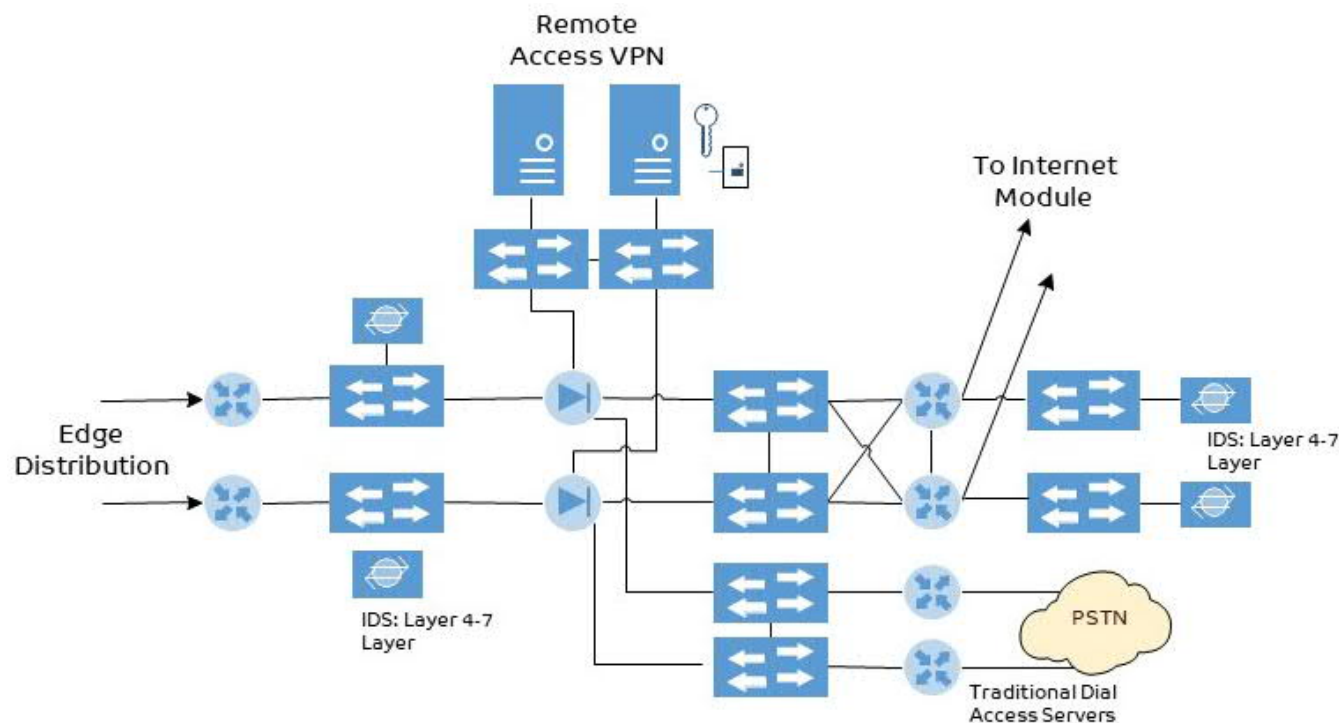 Remote
Access VPN
To Internet
Module
Edge
Distribution
IDS: Layer 4-7
Layer
IDS: Layer 4-7
Layer
PSTN
Traditional Dial
Access Servers